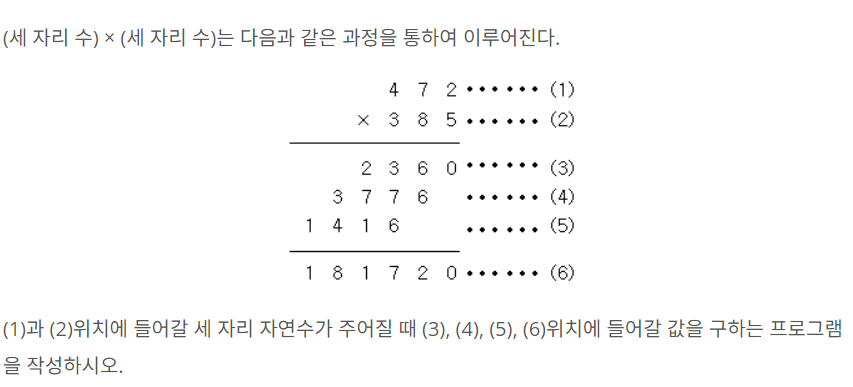 (세 자리 수) × (세 자리 수)는 다음과 같은 과정을 통하여 이루어진다.
4 7 2 •••••• (1)
× 3 8 5 •••••• (2)
2 3 6 0 •••••• (3)
3 7 7 6 •••••• (4)
1 4 1 6 •••••• (5)
1 8 1 7 2 0 •••••• (6)
(1)과 (2)위치에 들어갈 세 자리 자연수가 주어질 때 (3), (4), (5), (6)위치에 들어갈 값을 구하는 프로그램
을 작성하시오.